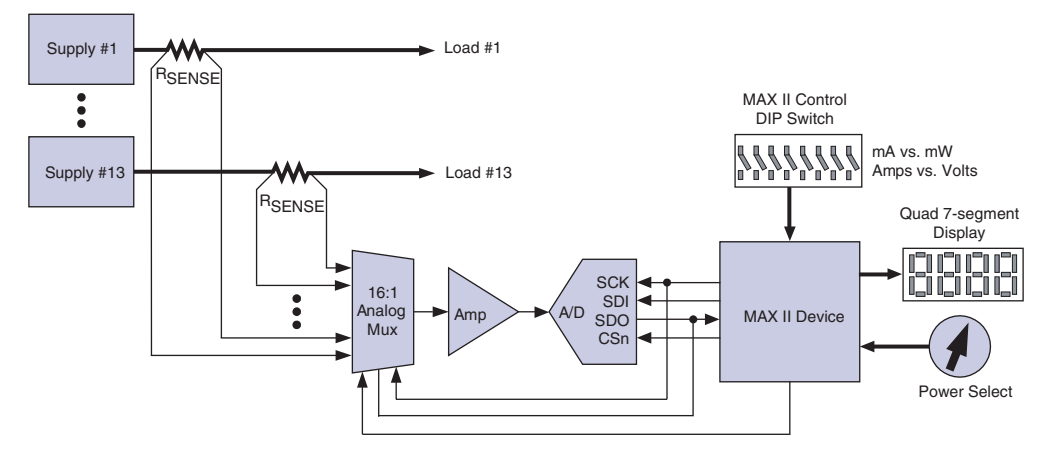 Supply #1
Load #1
RSENSE
Supply #13
Load #13
RSENSE
MAX II Control
DIP Switch
mA vs. mW
Amps vs. Volts
Quad 7-segment
Display
16:1
Analog
Mux
Amp
A/D
SCK
SDI
SDO
CSn
MAX II Device
Power Select